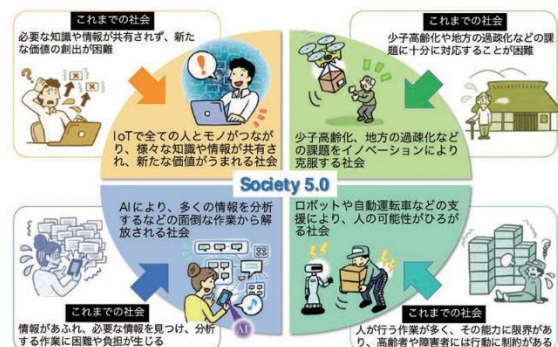 これまでの社会
必要な知識や情報が共有されず、新たな価値の創出が困難
IoTで全ての人とモノがつながり、様々な知識や情報が共有され、新たな価値がうまれる社会
これまでの社会
少子高齢化や地方の過疎化などの課題に十分に対応することが困難
少子高齢化、地方の過疎化などの課題をイノベーションにより克服する社会
Society 5.0
AIにより、多くの情報を分析するなどの面倒な作業から解放される社会
AI
これまでの社会
情報があふれ、必要な情報を見つけ、分析する作業に困難や負担が生じる
ロボットや自動運転車などの支援により、人の可能性がひろがる社会
これまでの社会
人が行う作業が多く、その能力に限界があり、高齢者や障害者には行動に制約がある